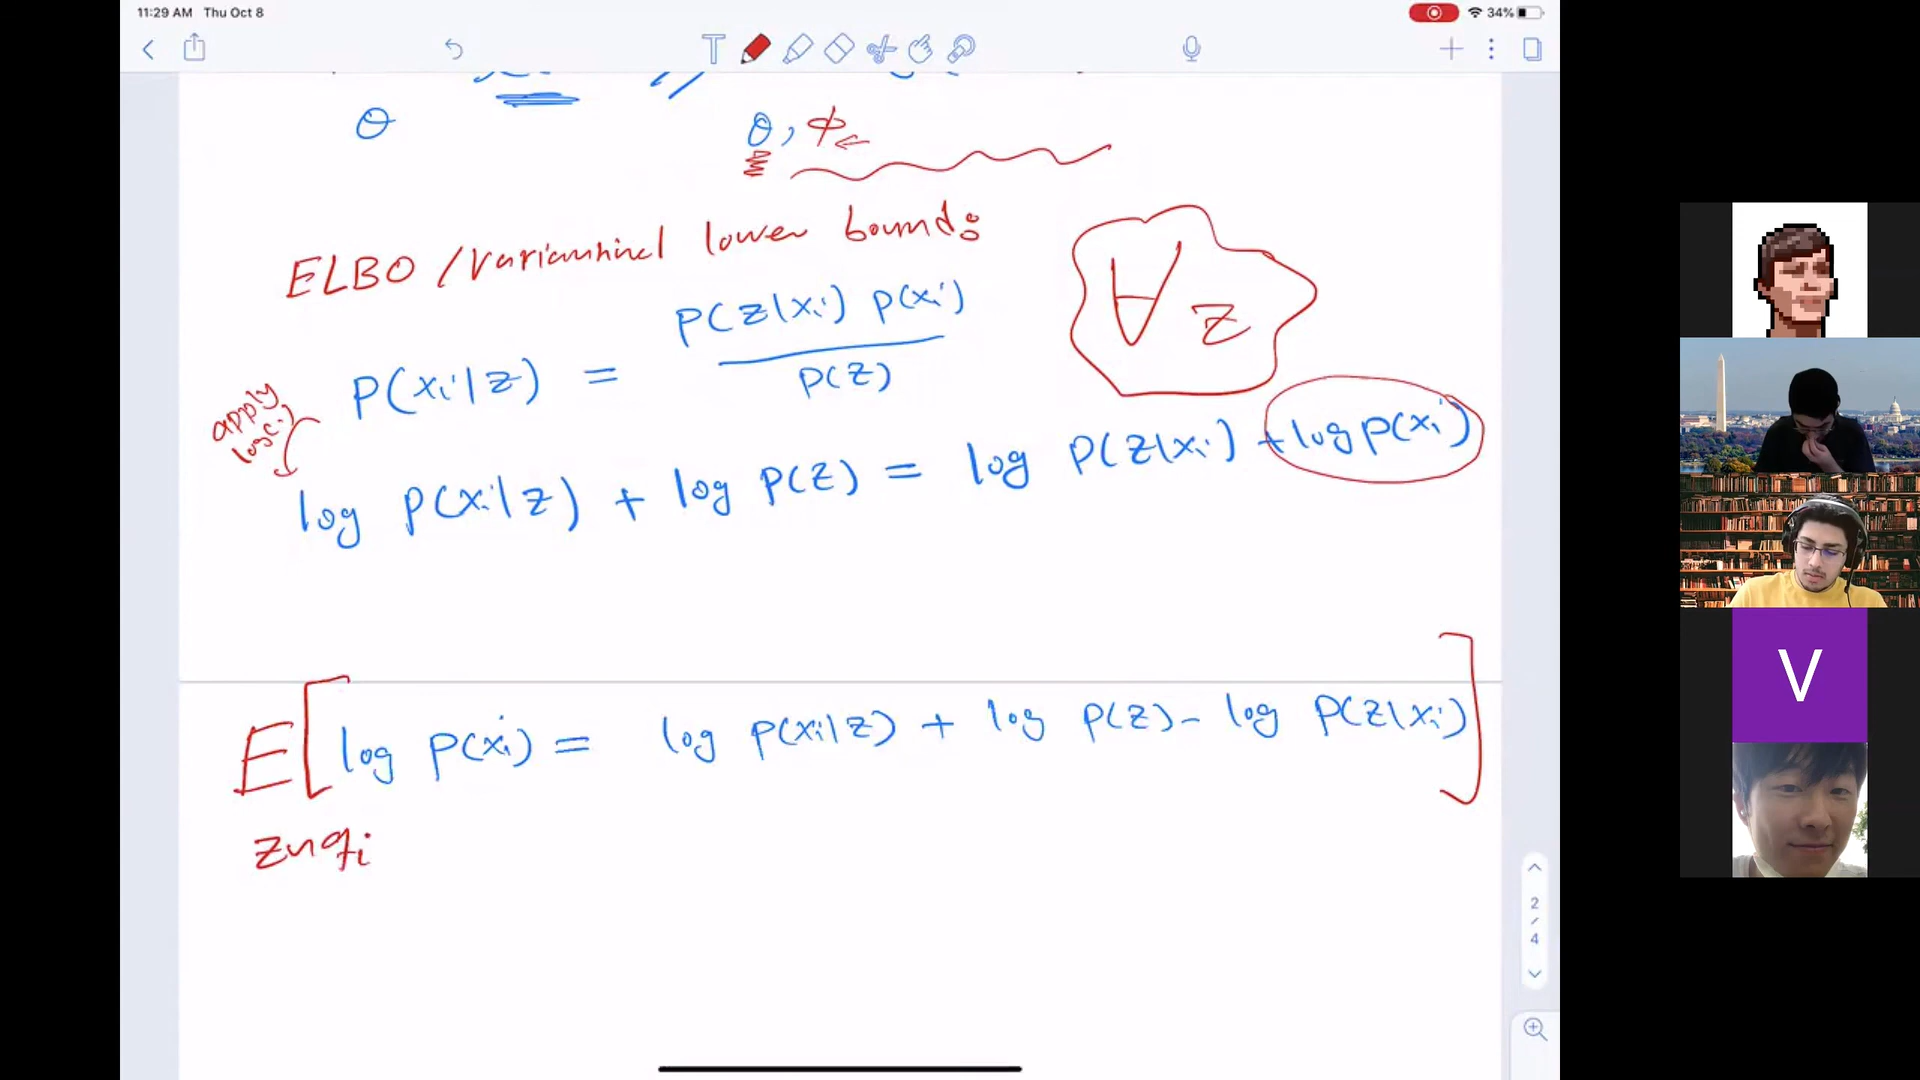 11:29 AM Thu Oct 8 34%
θ
θ, φ
ELBO / variational lower bound:
∀ z
P(xi|z) = P(z|xi) P(xi) / P(z)
apply log(.)
log P(xi|z) + log P(z) = log P(z|xi) + log P(xi)
E [ log P(xi) = log P(xi|z) + log P(z) - log P(z|xi) ]
z~qi
2 / 4
V